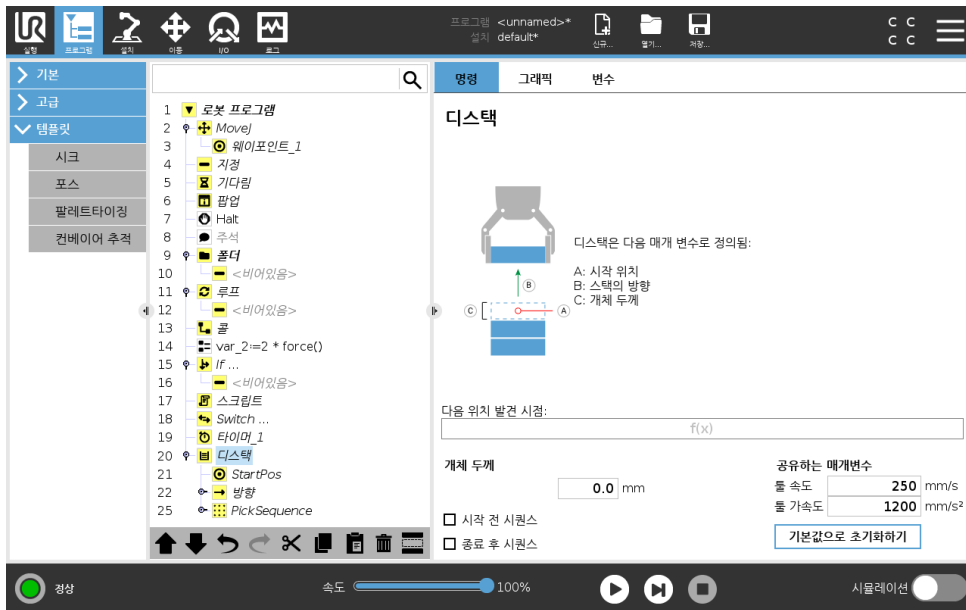 UR
실행
프로그램
설치
이동
I/O
로그
프로그램 <unnamed>*
설치 default*
신규...
열기...
저장...
C C
C C
기본
고급
템플릿
시크
포스
팔레트타이징
컨베이어 추적
1 로봇 프로그램
2 MoveJ
3 웨이포인트_1
4 지정
5 기다림
6 팝업
7 Halt
8 주석
9 폴더
10 <비어있음>
11 루프
12 <비어있음>
13 콜
14 var_2:=2 * force()
15 If ...
16 <비어있음>
17 스크립트
18 Switch ...
19 타이머_1
20 디스택
21 StartPos
22 방향
25 PickSequence
명령 그래픽 변수
디스택
디스택은 다음 매개 변수로 정의됨:
A: 시작 위치
B: 스택의 방향
C: 개체 두께
B
C
A
다음 위치 발견 시점:
f(x)
개체 두께
0.0 mm
시작 전 시퀀스
종료 후 시퀀스
공유하는 매개변수
툴 속도 250 mm/s
툴 가속도 1200 mm/s²
기본값으로 초기화하기
정상
속도 100%
시뮬레이션